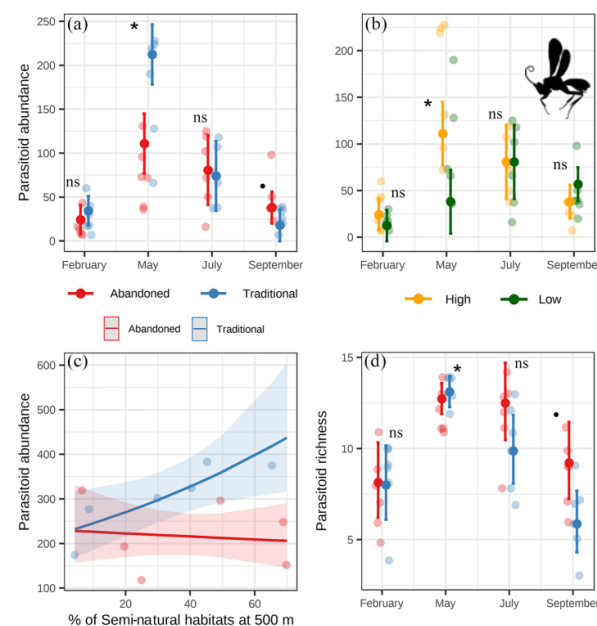 (a)
Parasitoid abundance
250
200
150
100
50
0
ns
*
ns
•
February May July September
Abandoned Traditional
(b)
200
150
100
50
0
ns
*
ns
ns
February May July September
High Low
Abandoned Traditional
(c)
Parasitoid abundance
600
500
400
300
200
100
20 40 60
% of Semi-natural habitats at 500 m
(d)
Parasitoid richness
15
10
5
ns
*
ns
•
February May July September